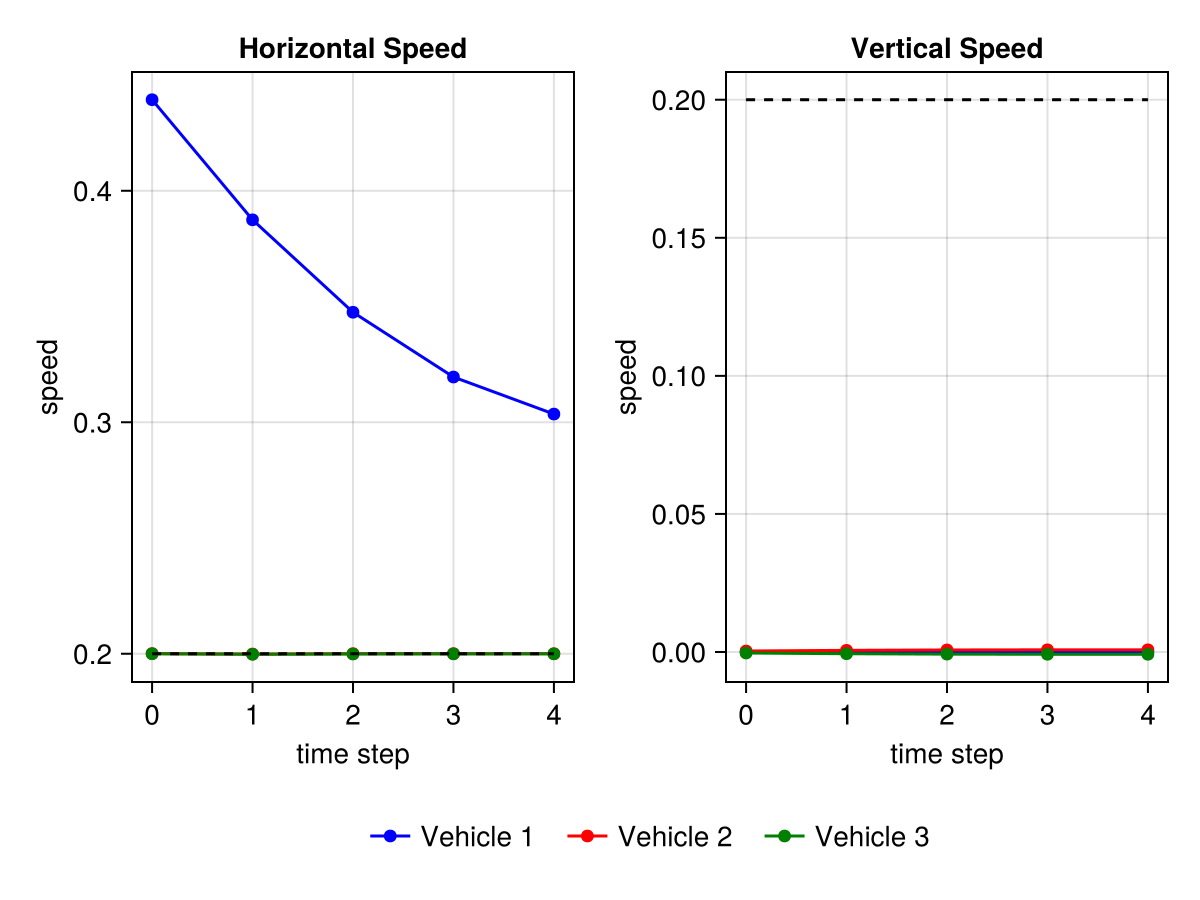 Horizontal Speed
speed
0.4
0.3
0.2
0 1 2 3 4
time step
Vertical Speed
speed
0.20
0.15
0.10
0.05
0.00
0 1 2 3 4
time step
Vehicle 1 Vehicle 2 Vehicle 3